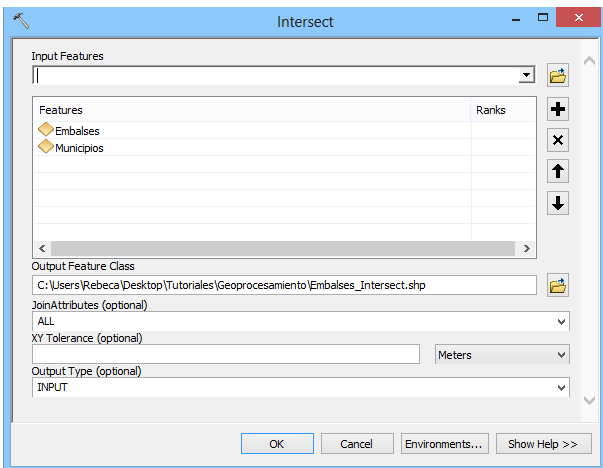 Intersect
Input Features
Features Ranks
Embalses
Municipios
Output Feature Class
C:\Users\Rebeca\Desktop\Tutoriales\Geoprocesamiento\Embalses_Intersect.shp
JoinAttributes (optional)
ALL
XY Tolerance (optional)
Meters
Output Type (optional)
INPUT
OK Cancel Environments... Show Help >>